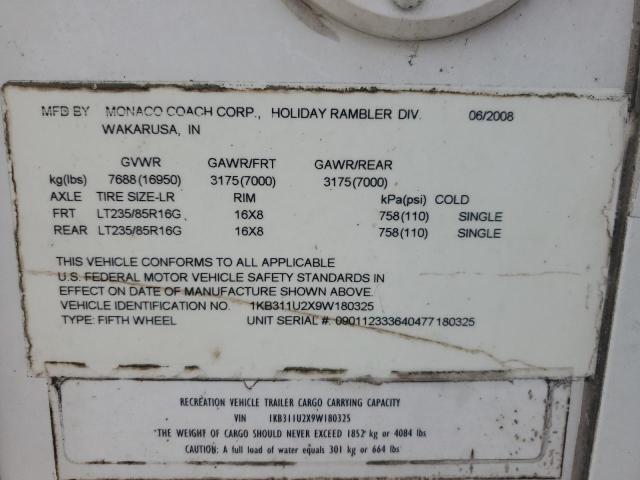 MFD BY MONACO COACH CORP., HOLIDAY RAMBLER DIV. 06/2008
WAKARUSA, IN
GVWR GAWR/FRT GAWR/REAR
kg(lbs) 7688(16950) 3175(7000) 3175(7000)
AXLE TIRE SIZE-LR RIM kPa(psi) COLD
FRT LT235/85R16G 16X8 758(110) SINGLE
REAR LT235/85R16G 16X8 758(110) SINGLE
THIS VEHICLE CONFORMS TO ALL APPLICABLE
U.S. FEDERAL MOTOR VEHICLE SAFETY STANDARDS IN
EFFECT ON DATE OF MANUFACTURE SHOWN ABOVE.
VEHICLE IDENTIFICATION NO. 1KB311U2X9W180325
TYPE: FIFTH WHEEL UNIT SERIAL #: 090112333640477180325
RECREATION VEHICLE TRAILER CARGO CARRYING CAPACITY
VIN 1KB311U2X9W180325
*THE WEIGHT OF CARGO SHOULD NEVER EXCEED 1852 kg or 4084 lbs
CAUTION: A full load of water equals 301 kg or 664 lbs